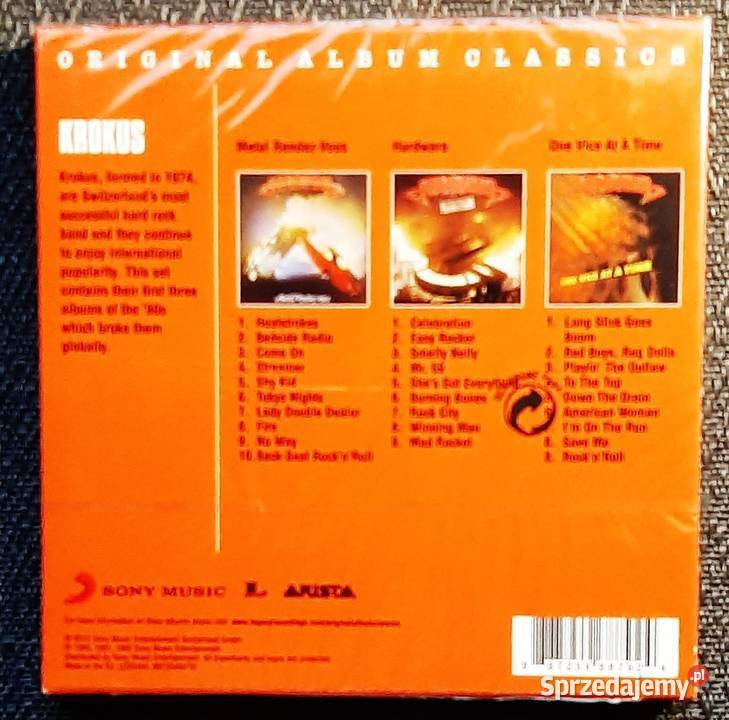 ORIGINAL ALBUM CLASSICS
KROKUS
Krokus, formed in 1974,
are Switzerland's most
successful hard rock
band and they continue
to enjoy international
popularity. This set
contains their first three
albums of the '80s
which broke them
globally.
Metal Rendez-Vous
1. Heatstrokes
2. Bedside Radio
3. Come On
4. Streamer
5. Shy Kid
6. Tokyo Nights
7. Lady Double Dealer
8. Fire
9. No Way
10. Back-Seat Rock'n'Roll
Hardware
1. Celebration
2. Easy Rocker
3. Smelly Nelly
4. Mr. 69
5. She's Got Everything
6. Burning Bones
7. Rock City
8. Winning Man
9. Mad Racket
One Vice At A Time
ONE VICE AT A TIME
1. Long Stick Goes
Boom
2. Bad Boys, Rag Dolls
3. Playin' The Outlaw
To The Top
Down The Drain
American Woman
I'm On The Run
8. Save Me
9. Rock'n'Roll
SONY MUSIC L ARISTA
Sprzedajemy.pl